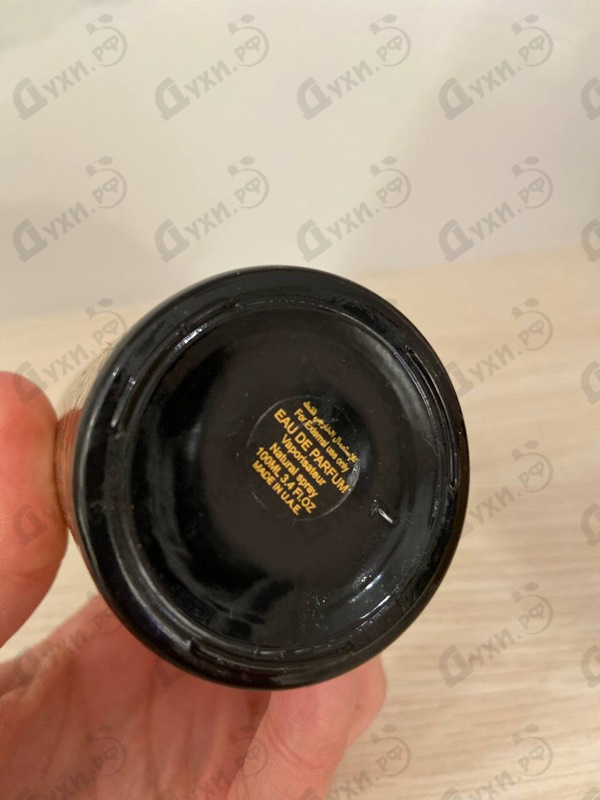 للإستعمال الخارجي فقط
For External use only
EAU DE PARFUM
Vaporisateur
Natural spray
100ML 3.4 Fl.OZ
MADE IN U.A.E.
Духи.РФ